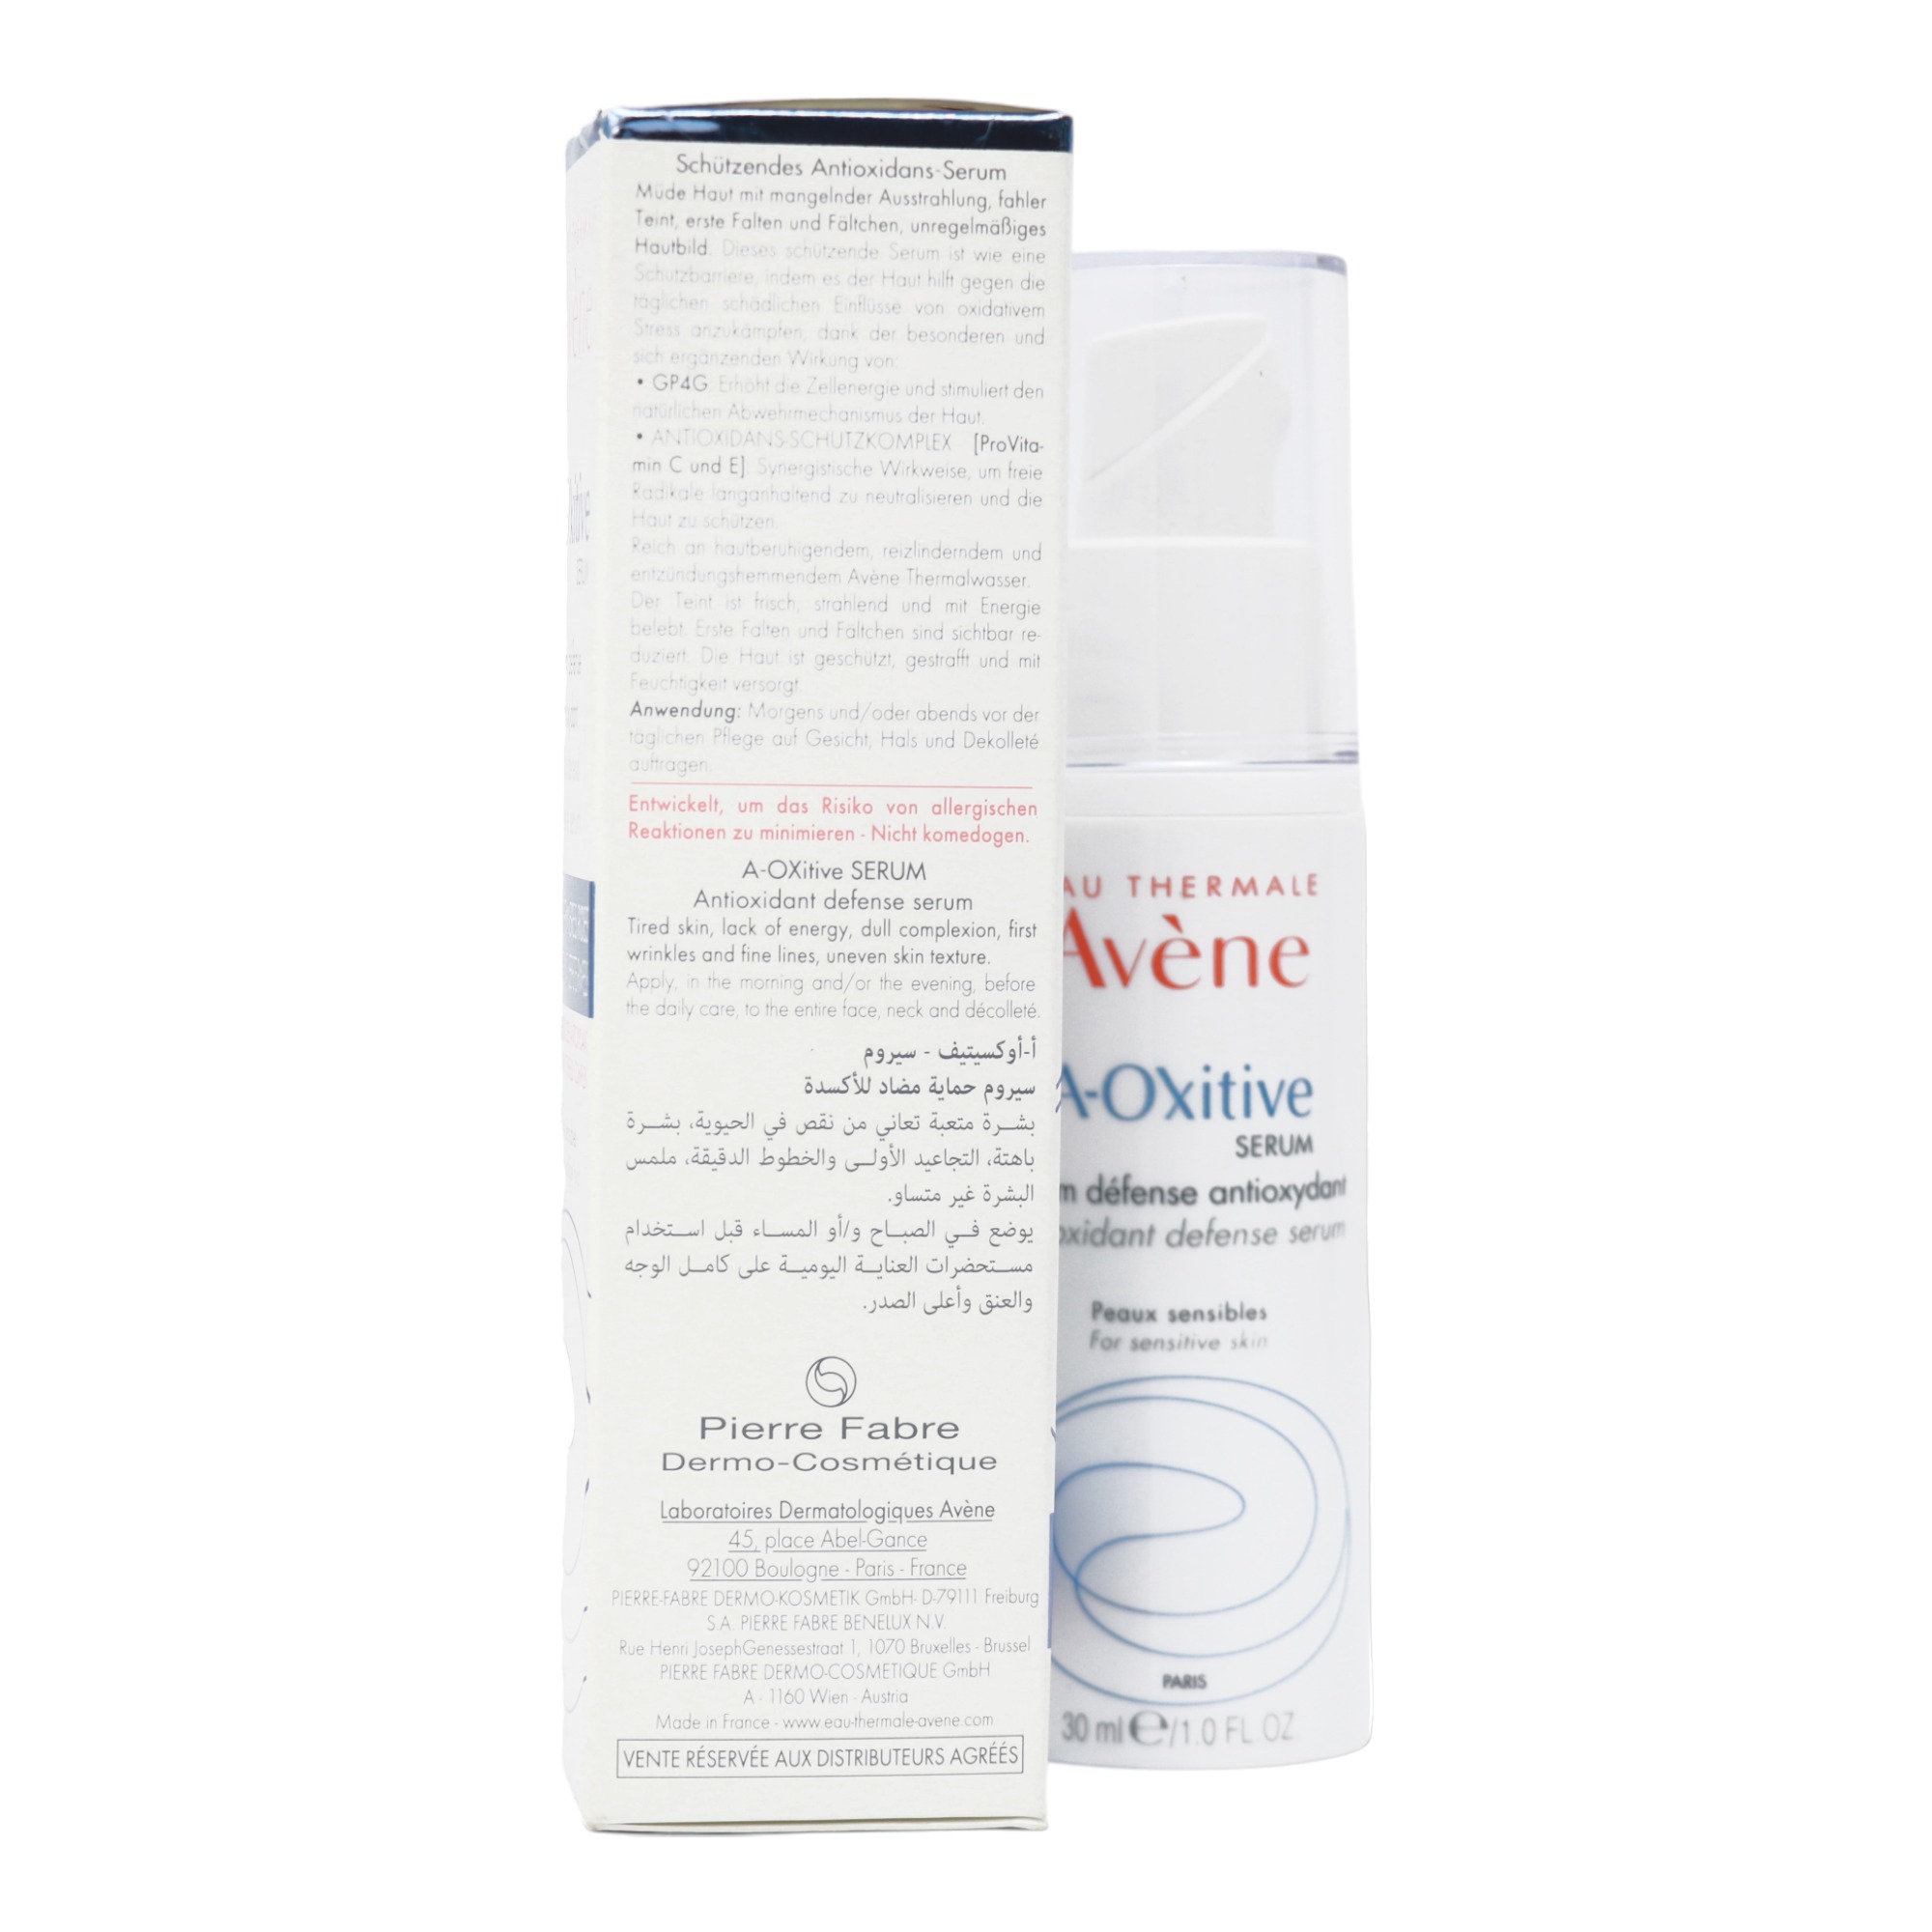 Schützendes Antioxidans-Serum
Müde Haut mit mangelnder Ausstrahlung, fahler
Teint, erste Falten und Fältchen, unregelmäßiges
Hautbild. Dieses schützende Serum ist wie eine
Schutzbarriere, indem es der Haut hilft gegen die
täglichen schädlichen Einflüsse von oxidativem
Stress anzukämpfen, dank der besonderen und
sich ergänzenden Wirkung von:
• GP4G: Erhöht die Zellenergie und stimuliert den
natürlichen Abwehrmechanismus der Haut.
• ANTIOXIDANS-SCHUTZKOMPLEX [ProVita-
min C und E]: Synergistische Wirkweise, um freie
Radikale langanhaltend zu neutralisieren und die
Haut zu schützen.
Reich an hautberuhigendem, reizlinderndem und
entzündungshemmendem Avène Thermalwasser.
Der Teint ist frisch, strahlend und mit Energie
belebt. Erste Falten und Fältchen sind sichtbar re-
duziert. Die Haut ist geschützt, gestrafft und mit
Feuchtigkeit versorgt.
Anwendung: Morgens und/oder abends vor der
täglichen Pflege auf Gesicht, Hals und Dekolleté
auftragen.
Entwickelt, um das Risiko von allergischen
Reaktionen zu minimieren - Nicht komedogen.
A-OXitive SERUM
Antioxidant defense serum
Tired skin, lack of energy, dull complexion, first
wrinkles and fine lines, uneven skin texture.
Apply, in the morning and/or the evening, before
the daily care, to the entire face, neck and décolleté.
أ-أوكسيتيف - سيروم
سيروم حماية مضاد للأكسدة
بشرة متعبة تعاني من نقص في الحيوية، بشرة
باهتة، التجاعيد الأولى والخطوط الدقيقة، ملمس
البشرة غير متساو.
يوضع في الصباح و/أو المساء قبل استخدام
مستحضرات العناية اليومية على كامل الوجه
والعنق وأعلى الصدر.
Pierre Fabre
Dermo-Cosmétique
Laboratoires Dermatologiques Avène
45, place Abel-Gance
92100 Boulogne - Paris - France
PIERRE-FABRE DERMO-KOSMETIK GmbH- D-79111 Freiburg
S.A. PIERRE FABRE BENELUX N.V.
Rue Henri JosephGenessestraat 1, 1070 Bruxelles - Brussel
PIERRE FABRE DERMO-COSMETIQUE GmbH
A - 1160 Wien - Austria
Made in France - www.eau-thermale-avene.com
VENTE RÉSERVÉE AUX DISTRIBUTEURS AGRÉÉS
AU THERMALE
Avène
A-OXitive
SERUM
m défense antioxydant
oxidant defense serum
Peaux sensibles
For sensitive skin
PARIS
30 ml ℮/1.0 FL.OZ